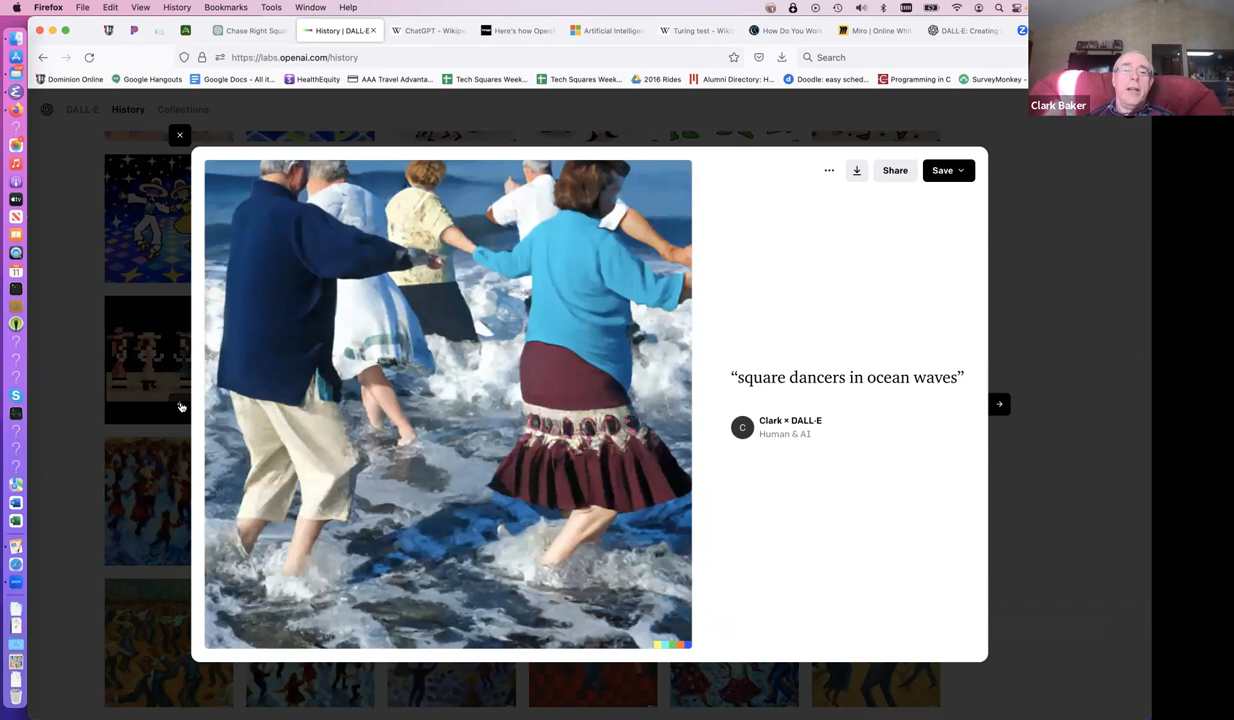 Firefox File Edit View History Bookmarks Tools Window Help
Chase Right Squa
History | DALL·E
ChatGPT - Wikipe
Here's how OpenA
Artificial Intelligen
Turing test - Wikip
How Do You Work
Miro | Online Whit
DALL·E: Creating I
https://labs.openai.com/history
Search
Dominion Online Google Hangouts Google Docs - All it... HealthEquity AAA Travel Advanta... Tech Squares Week... Tech Squares Week... 2016 Rides Alumni Directory: H... Doodle: easy sched... Programming in C SurveyMonkey -
Clark Baker
DALL·E History Collections
Share
Save
“square dancers in ocean waves”
C
Clark × DALL·E
Human & AI